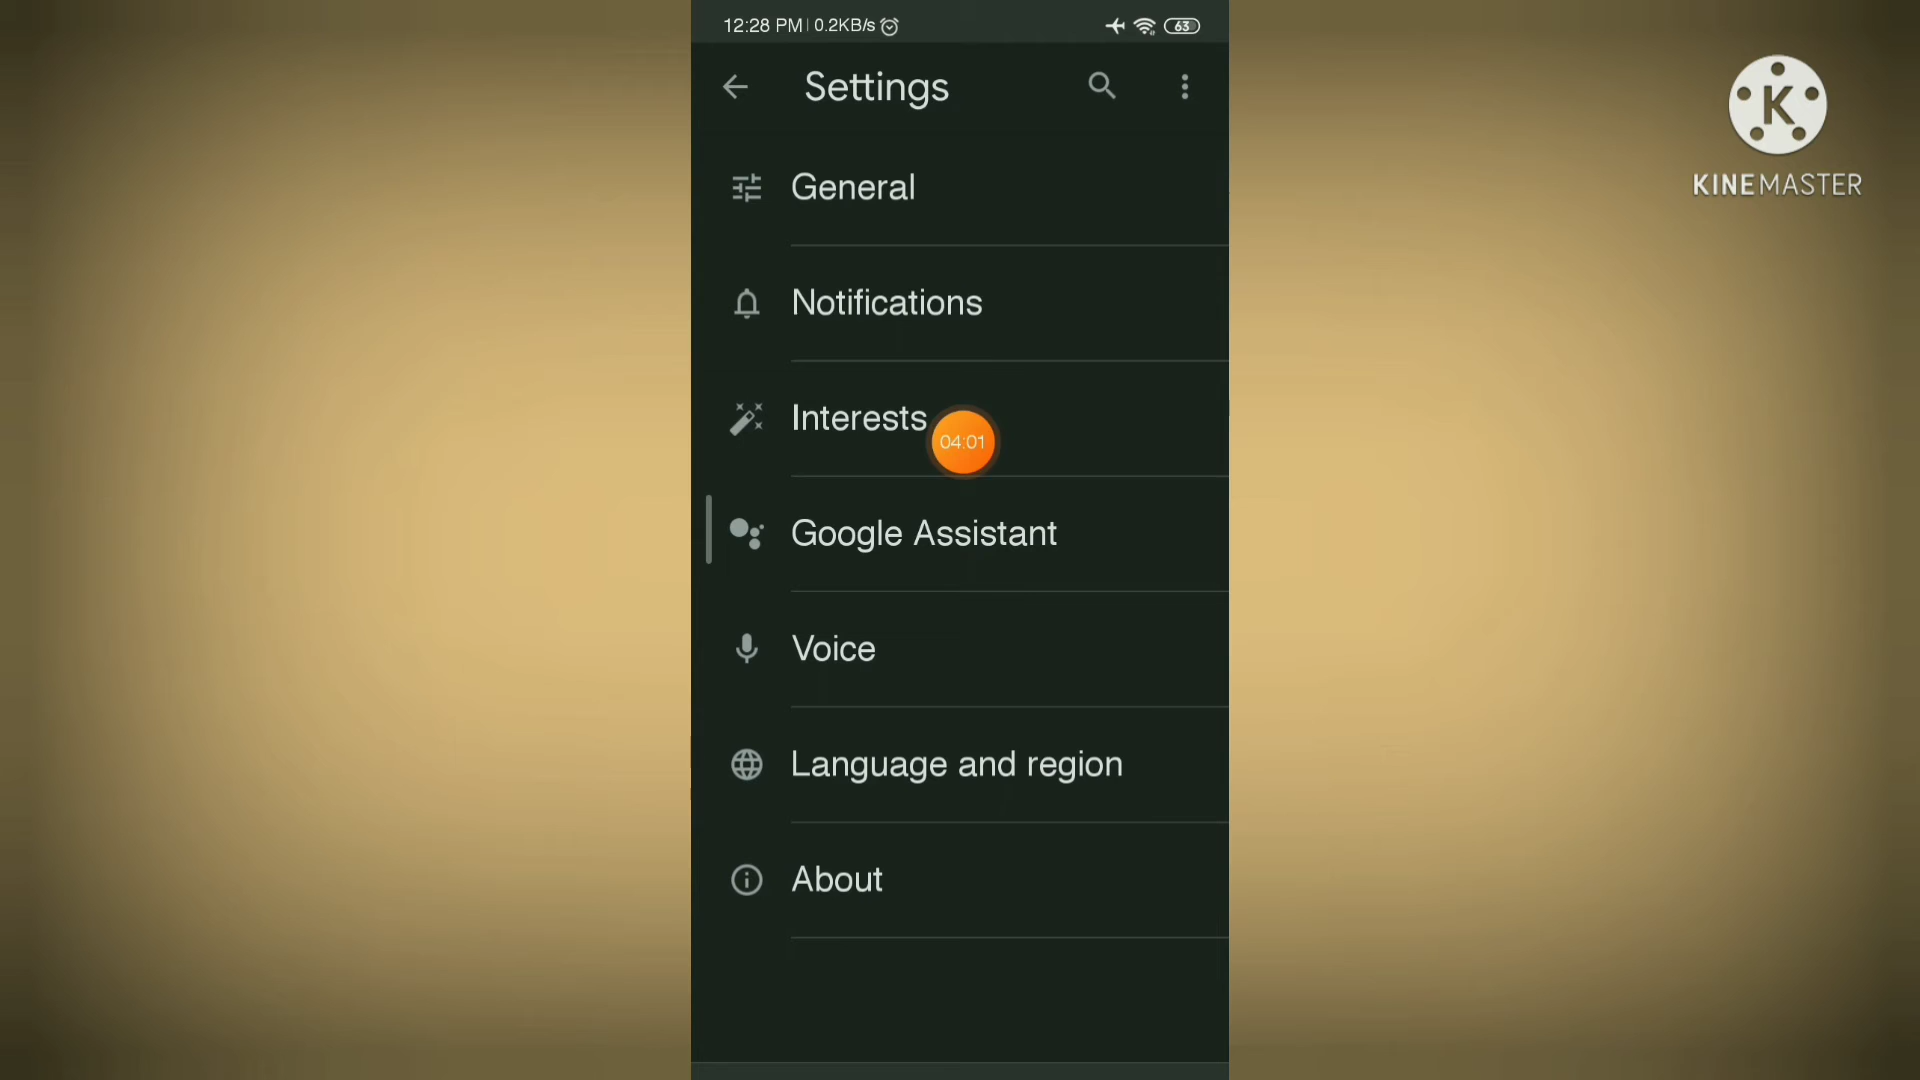 12:28 PM 0.2KB/s 63
Settings
K
KINEMASTER
General
Notifications
Interests
04:01
Google Assistant
Voice
Language and region
About